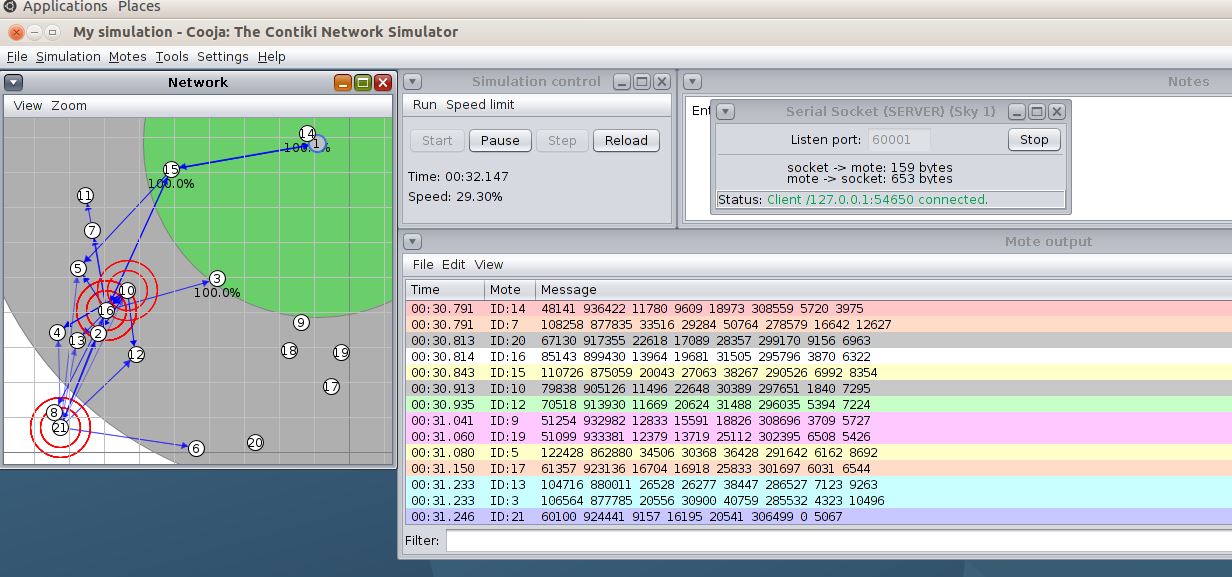 Applications Places
My simulation - Cooja: The Contiki Network Simulator
File Simulation Motes Tools Settings Help
Network
View Zoom
14
1
100.0%
15
100.0%
11
7
5
3
100.0%
10
16
9
4
13
2
12
18
19
17
8
21
6
20
Simulation control
Run Speed limit
Start Pause Step Reload
Time: 00:32.147
Speed: 29.30%
Notes
Ent
Serial Socket (SERVER) (Sky 1)
Listen port: 60001 Stop
socket -> mote: 159 bytes
mote -> socket: 653 bytes
Status: Client /127.0.0.1:54650 connected.
Mote output
File Edit View
Time Mote Message
00:30.791 ID:14 48141 936422 11780 9609 18973 308559 5720 3975
00:30.791 ID:7 108258 877835 33516 29284 50764 278579 16642 12627
00:30.813 ID:20 67130 917355 22618 17089 28357 299170 9156 6963
00:30.814 ID:16 85143 899430 13964 19681 31505 295796 3870 6322
00:30.843 ID:15 110726 875059 20043 27063 38267 290526 6992 8354
00:30.913 ID:10 79838 905126 11496 22648 30389 297651 1840 7295
00:30.935 ID:12 70518 913930 11669 20624 31488 296035 5394 7224
00:31.041 ID:9 51254 932982 12833 15591 18826 308696 3709 5727
00:31.060 ID:19 51099 933381 12379 13719 25112 302395 6508 5426
00:31.080 ID:5 122428 862880 34506 30368 36428 291642 6162 8692
00:31.150 ID:17 61357 923136 16704 16918 25833 301697 6031 6544
00:31.233 ID:13 104716 880011 26528 26277 38447 286527 7123 9263
00:31.233 ID:3 106564 877785 20556 30900 40759 285532 4323 10496
00:31.246 ID:21 60100 924441 9157 16195 20541 306499 0 5067
Filter: